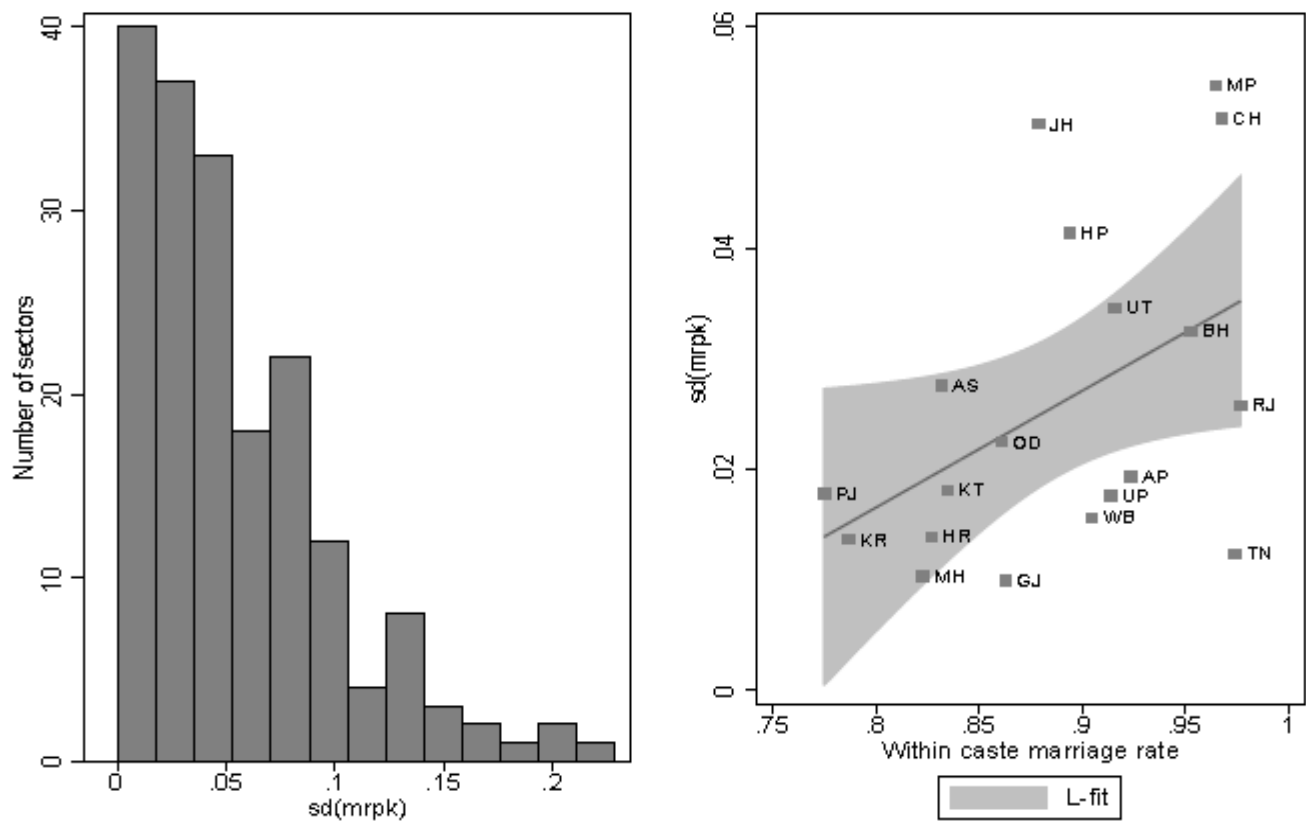 40
30
20
10
0
Number of sectors
0 .05 .1 .15 .2
sd(mrpk)
.06
.04
.02
0
sd(mrpk)
MP
CH
JH
HP
UT
BH
AS
RJ
OD
AP
PJ
KT
UP
WB
KR
HR
TN
MH
GJ
.75 .8 .85 .9 .95 1
Within caste marriage rate
L-fit